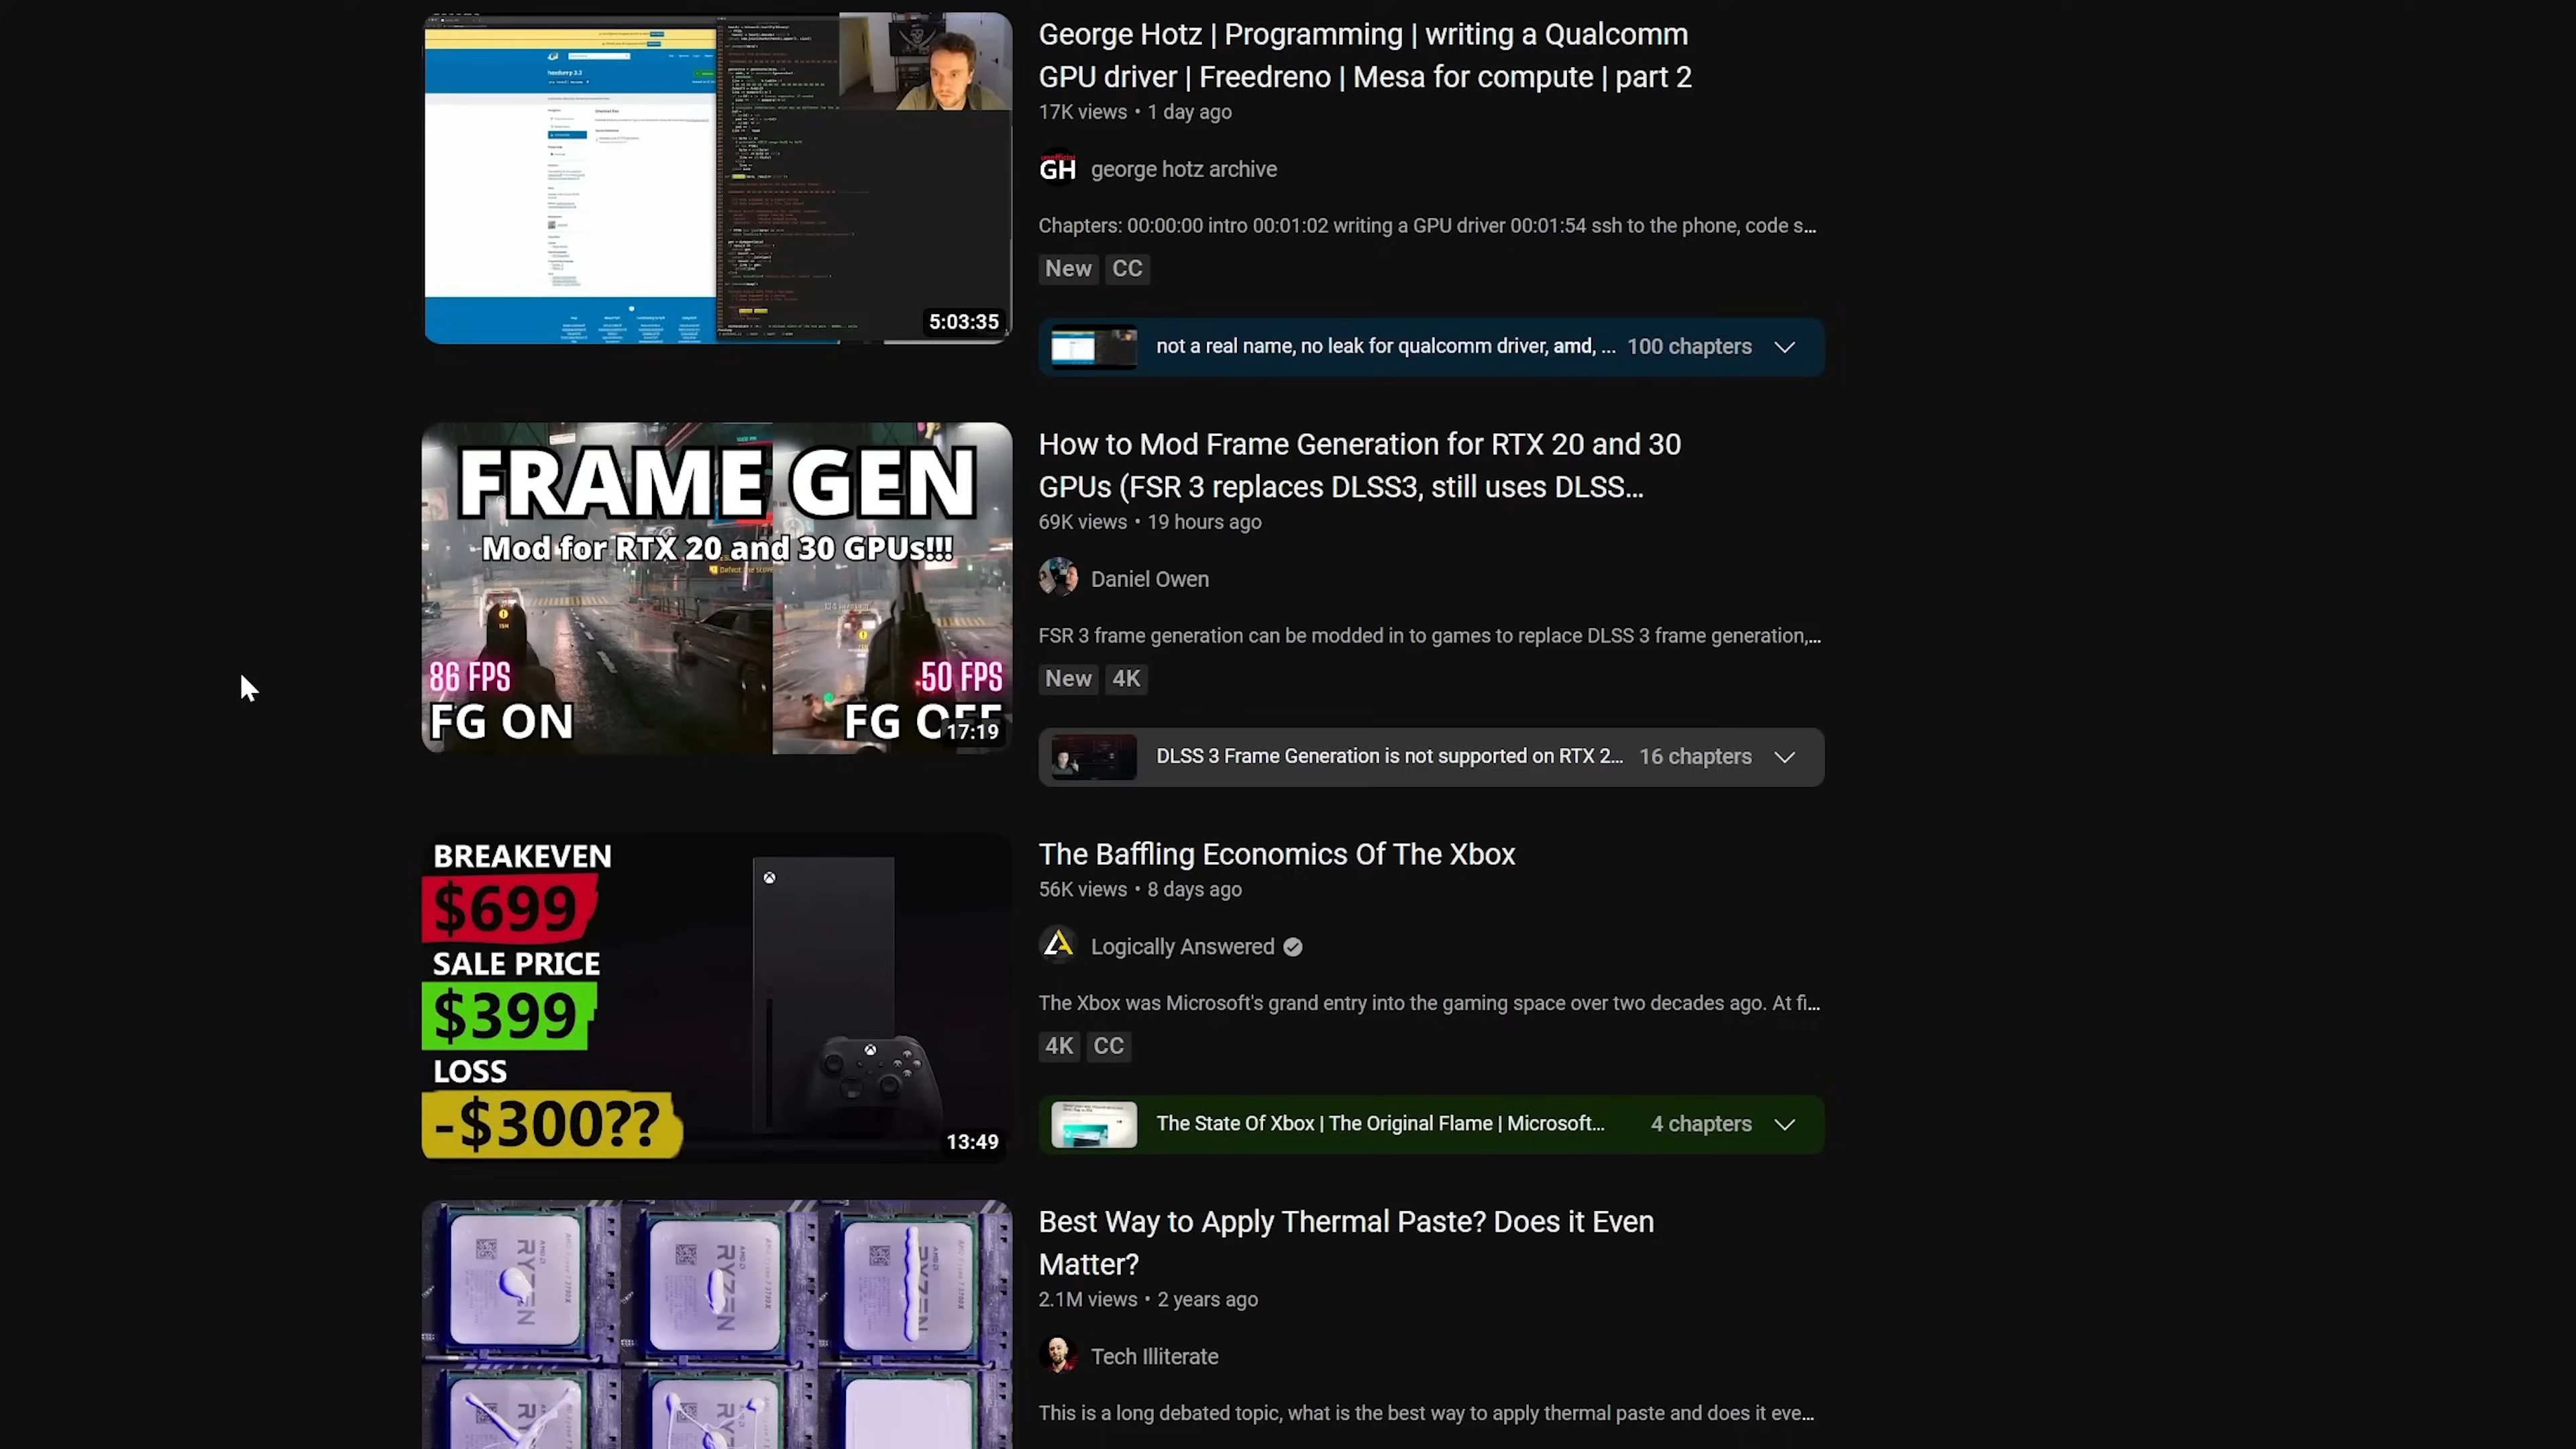 George Hotz | Programming | writing a Qualcomm
GPU driver | Freedreno | Mesa for compute | part 2
17K views • 1 day ago
unofficial
GH
george hotz archive
Chapters: 00:00:00 intro 00:01:02 writing a GPU driver 00:01:54 ssh to the phone, code s...
New CC
5:03:35
not a real name, no leak for qualcomm driver, amd, ... 100 chapters
FRAME GEN
Mod for RTX 20 and 30 GPUs!!!
86 FPS
50 FPS
FG ON
FG OFF
17:19
How to Mod Frame Generation for RTX 20 and 30
GPUs (FSR 3 replaces DLSS3, still uses DLSS...
69K views • 19 hours ago
Daniel Owen
FSR 3 frame generation can be modded in to games to replace DLSS 3 frame generation,...
New 4K
DLSS 3 Frame Generation is not supported on RTX 2... 16 chapters
BREAKEVEN
$699
SALE PRICE
$399
LOSS
-$300??
13:49
The Baffling Economics Of The Xbox
56K views • 8 days ago
Logically Answered
The Xbox was Microsoft's grand entry into the gaming space over two decades ago. At fi...
4K CC
The State Of Xbox | The Original Flame | Microsoft... 4 chapters
RYZEN
RYZEN
RYZEN
Best Way to Apply Thermal Paste? Does it Even
Matter?
2.1M views • 2 years ago
Tech Illiterate
This is a long debated topic, what is the best way to apply thermal paste and does it eve...